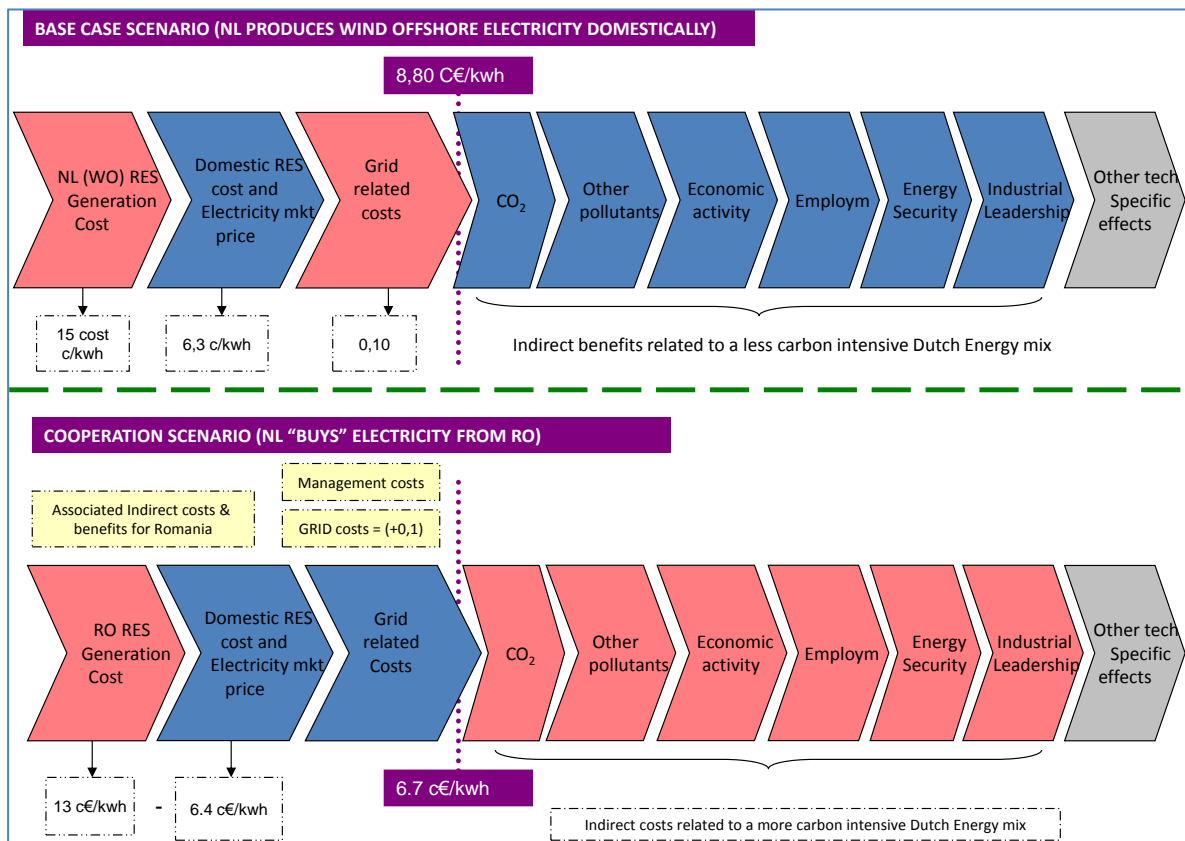 BASE CASE SCENARIO (NL PRODUCES WIND OFFSHORE ELECTRICITY DOMESTICALLY)
8,80 C€/kwh
NL (WO) RES
Generation
Cost
Domestic RES
cost and
Electricity mkt
price
Grid
related
costs
CO₂
Other
pollutants
Economic
activity
Employm
Energy
Security
Industrial
Leadership
Other tech
Specific
effects
15 cost
c/kwh
6,3 c/kwh
0,10
Indirect benefits related to a less carbon intensive Dutch Energy mix
COOPERATION SCENARIO (NL “BUYS” ELECTRICITY FROM RO)
Associated Indirect costs &
benefits for Romania
Management costs
GRID costs = (+0,1)
RO RES
Generation
Cost
Domestic RES
cost and
Electricity mkt
price
Grid
related
Costs
CO₂
Other
pollutants
Economic
activity
Employm
Energy
Security
Industrial
Leadership
Other tech
Specific
effects
13 c€/kwh
-
6.4 c€/kwh
6.7 c€/kwh
Indirect costs related to a more carbon intensive Dutch Energy mix